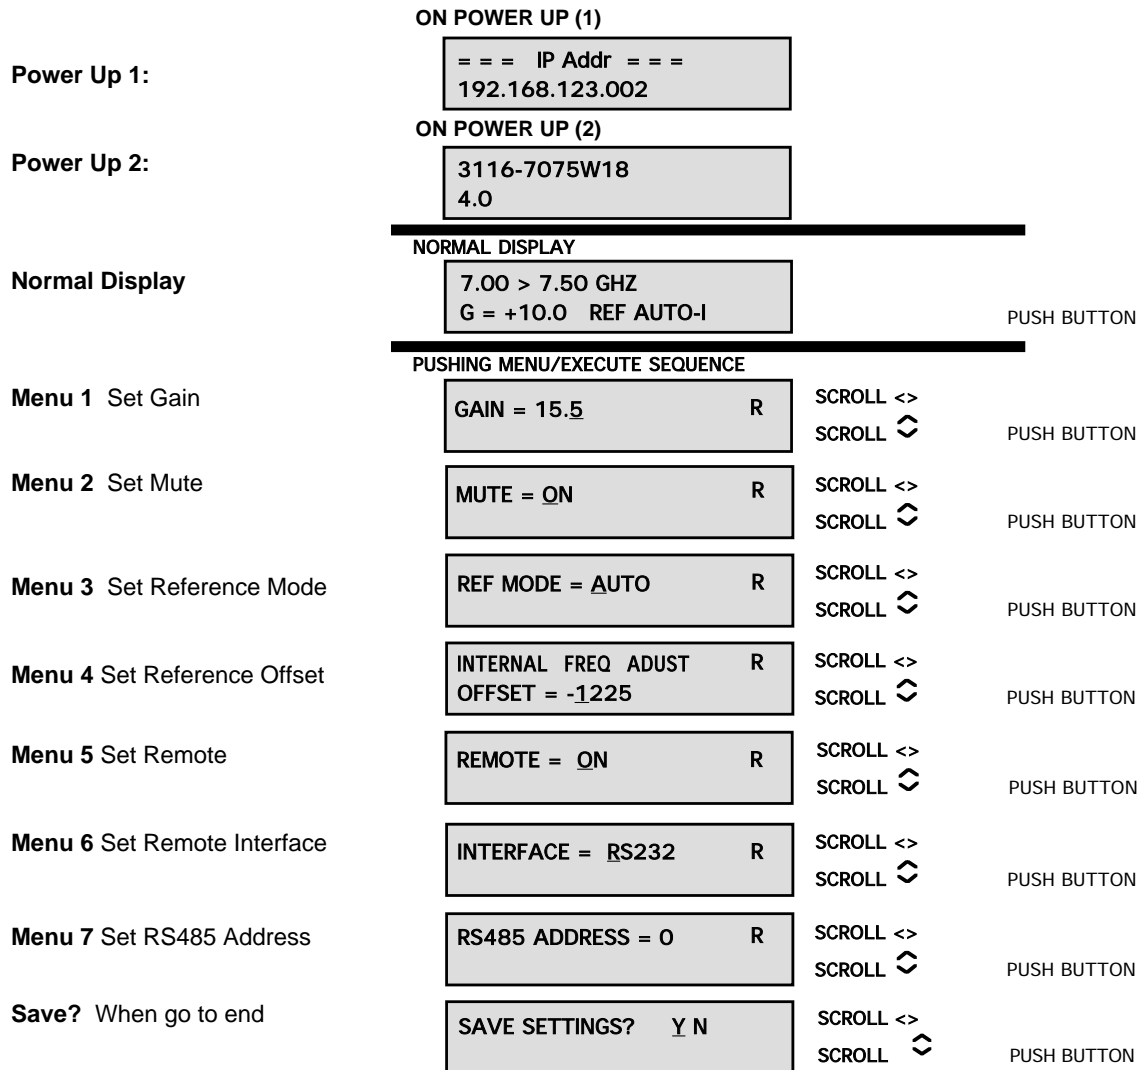 ON POWER UP (1)
Power Up 1:
= = = IP Addr = = =
192.168.123.002
ON POWER UP (2)
Power Up 2:
3116-7075W18
4.0
NORMAL DISPLAY
Normal Display
7.00 > 7.50 GHZ
G = +10.0 REF AUTO-I
PUSH BUTTON
PUSHING MENU/EXECUTE SEQUENCE
Menu 1 Set Gain
GAIN = 15.5 R
SCROLL <>
SCROLL
PUSH BUTTON
Menu 2 Set Mute
MUTE = ON R
SCROLL <>
SCROLL
PUSH BUTTON
Menu 3 Set Reference Mode
REF MODE = AUTO R
SCROLL <>
SCROLL
PUSH BUTTON
Menu 4 Set Reference Offset
INTERNAL FREQ ADUST R
OFFSET = -1225
SCROLL <>
SCROLL
PUSH BUTTON
Menu 5 Set Remote
REMOTE = ON R
SCROLL <>
SCROLL
PUSH BUTTON
Menu 6 Set Remote Interface
INTERFACE = RS232 R
SCROLL <>
SCROLL
PUSH BUTTON
Menu 7 Set RS485 Address
RS485 ADDRESS = 0 R
SCROLL <>
SCROLL
PUSH BUTTON
Save? When go to end
SAVE SETTINGS? Y N
SCROLL <>
SCROLL
PUSH BUTTON